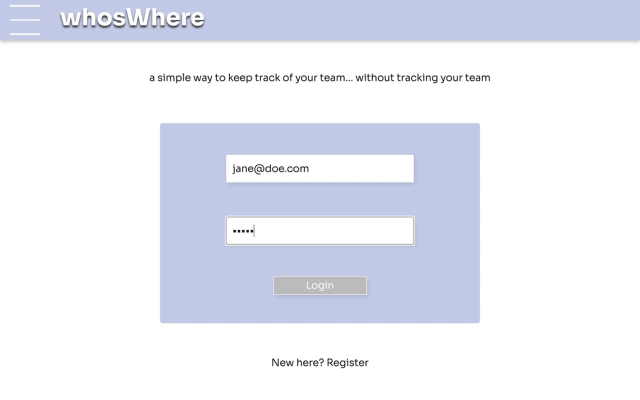 whosWhere
a simple way to keep track of your team... without tracking your team
jane@doe.com
•••••
Login
New here? Register